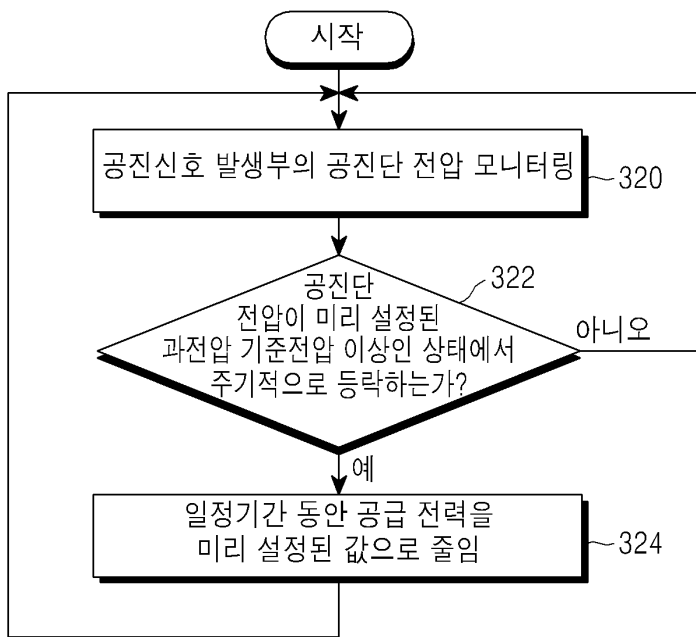 시작
공진신호 발생부의 공진단 전압 모니터링
320
322
공진단
전압이 미리 설정된
과전압 기준전압 이상인 상태에서
주기적으로 등락하는가?
아니오
예
일정기간 동안 공급 전력을
미리 설정된 값으로 줄임
324